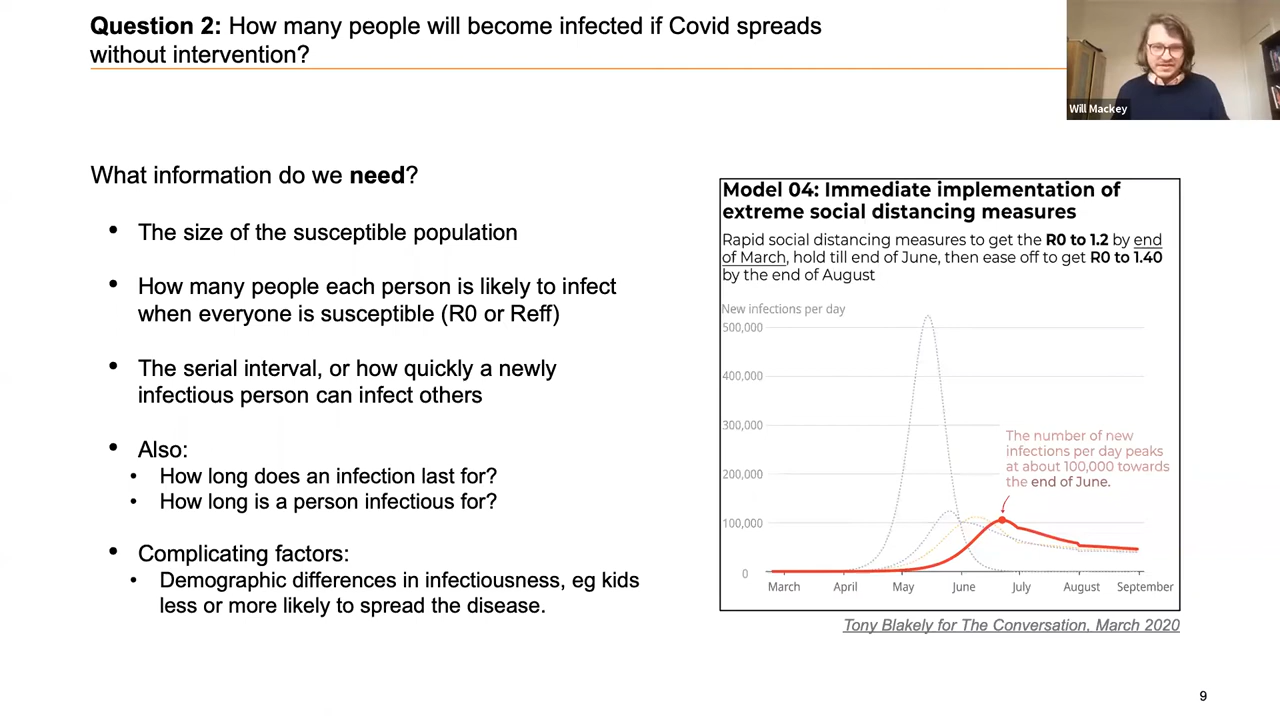 Question 2: How many people will become infected if Covid spreads
without intervention?
Will Mackey
What information do we need?
• The size of the susceptible population
• How many people each person is likely to infect
when everyone is susceptible (R0 or Reff)
• The serial interval, or how quickly a newly
infectious person can infect others
• Also:
• How long does an infection last for?
• How long is a person infectious for?
• Complicating factors:
• Demographic differences in infectiousness, eg kids
less or more likely to spread the disease.
Model 04: Immediate implementation of
extreme social distancing measures
Rapid social distancing measures to get the R0 to 1.2 by end
of March, hold till end of June, then ease off to get R0 to 1.40
by the end of August
New infections per day
500,000
400,000
300,000
200,000
100,000
0
The number of new
infections per day peaks
at about 100,000 towards
the end of June.
March April May June July August September
Tony Blakely for The Conversation, March 2020
9